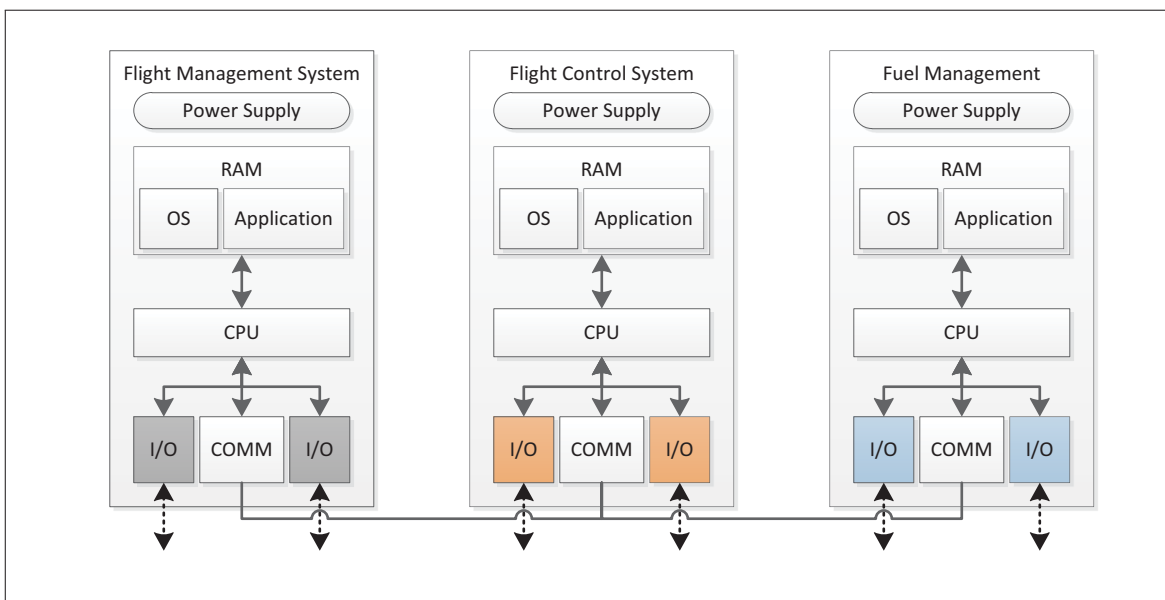 Flight Management System
Power Supply
RAM
OS
Application
CPU
I/O
COMM
I/O
Flight Control System
Power Supply
RAM
OS
Application
CPU
I/O
COMM
I/O
Fuel Management
Power Supply
RAM
OS
Application
CPU
I/O
COMM
I/O